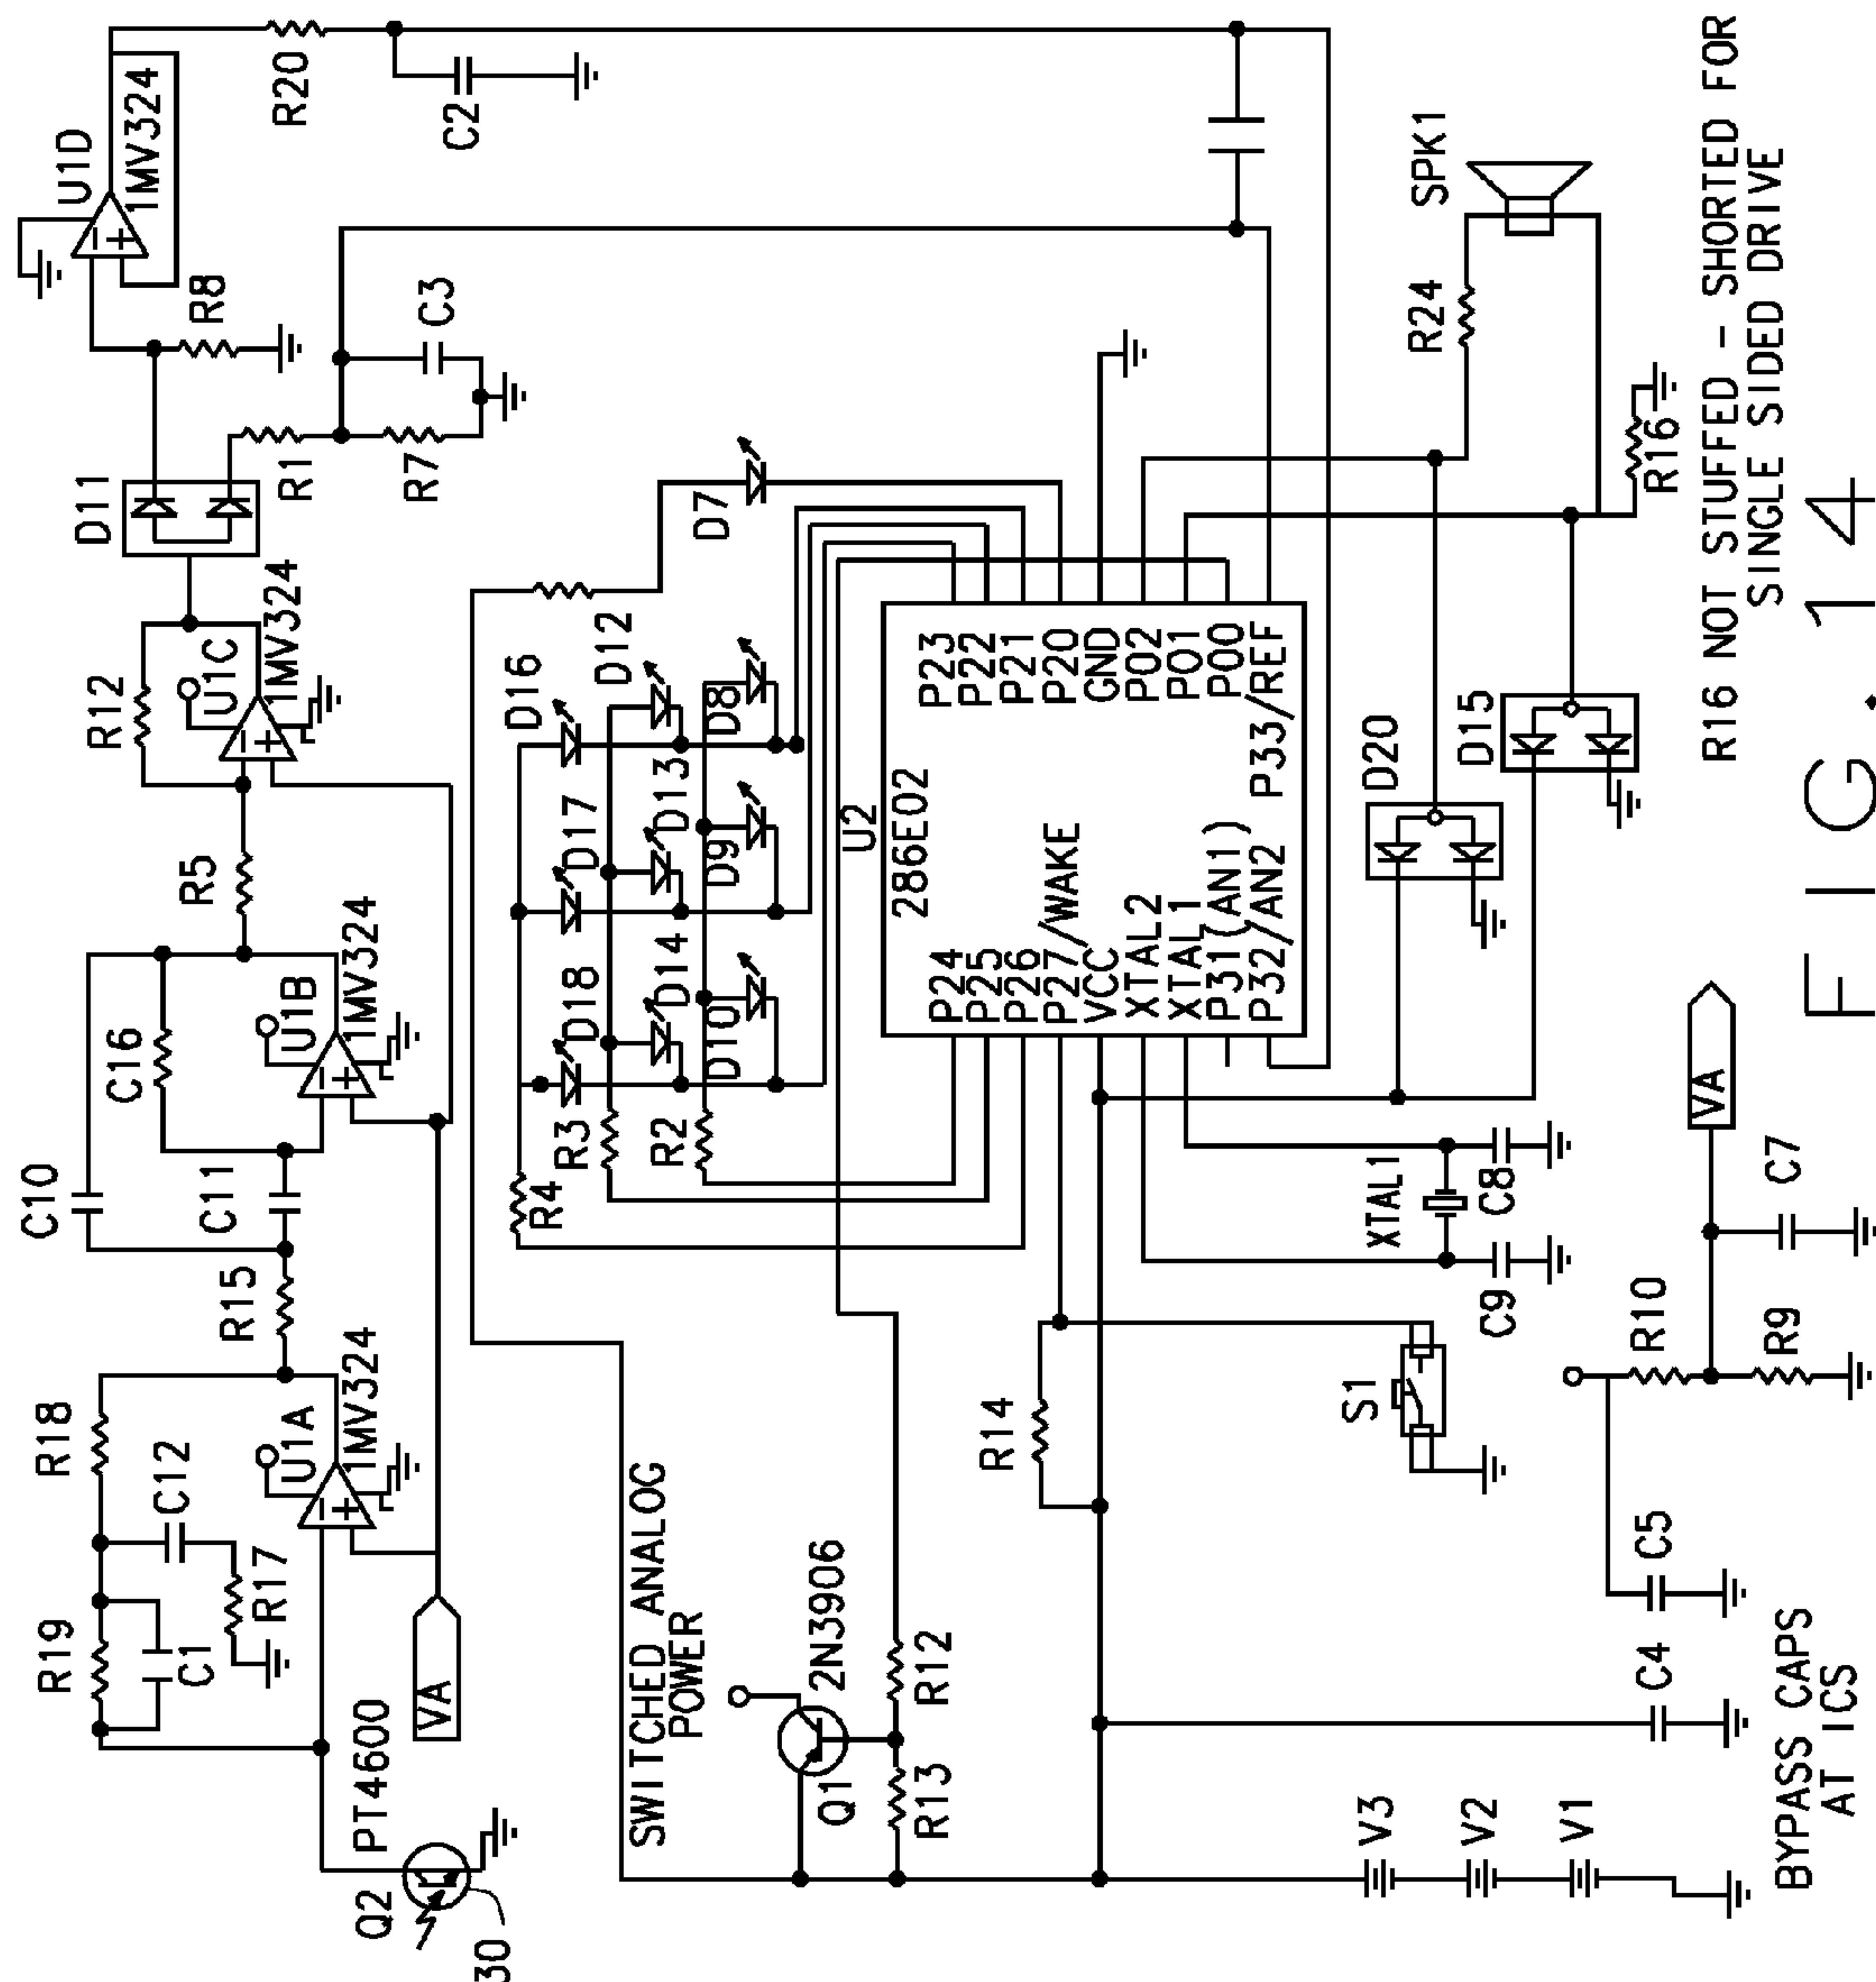 Q2
PT4600
30
R19
C1
R18
C12
R17
U1A
1MV324
VA
R15
C10
C11
C16
U1B
1MV324
R5
R12
U1C
1MV324
D11
R1
R7
C3
R8
U1D
1MV324
R20
C2
SWITCHED ANALOG
POWER
Q1
2N3906
R13
R12
R4
R3
R2
D18
D17
D16
D14
D13
D12
D10
D9
D8
D7
U2
286E02
P24
P25
P26
P27/WAKE
VCC
XTAL2
XTAL1
P31(AN1)
P32/AN2
P23
P22
P21
P20
GND
P02
P01
P00
P33/REF
R14
S1
XTAL1
C9
C8
D20
D15
R24
SPK1
R16
V3
V2
V1
C4
C5
R10
R9
C7
VA
BYPASS CAPS
AT ICS
R16 NOT STUFFED - SHORTED FOR
SINGLE SIDED DRIVE
FIG. 14